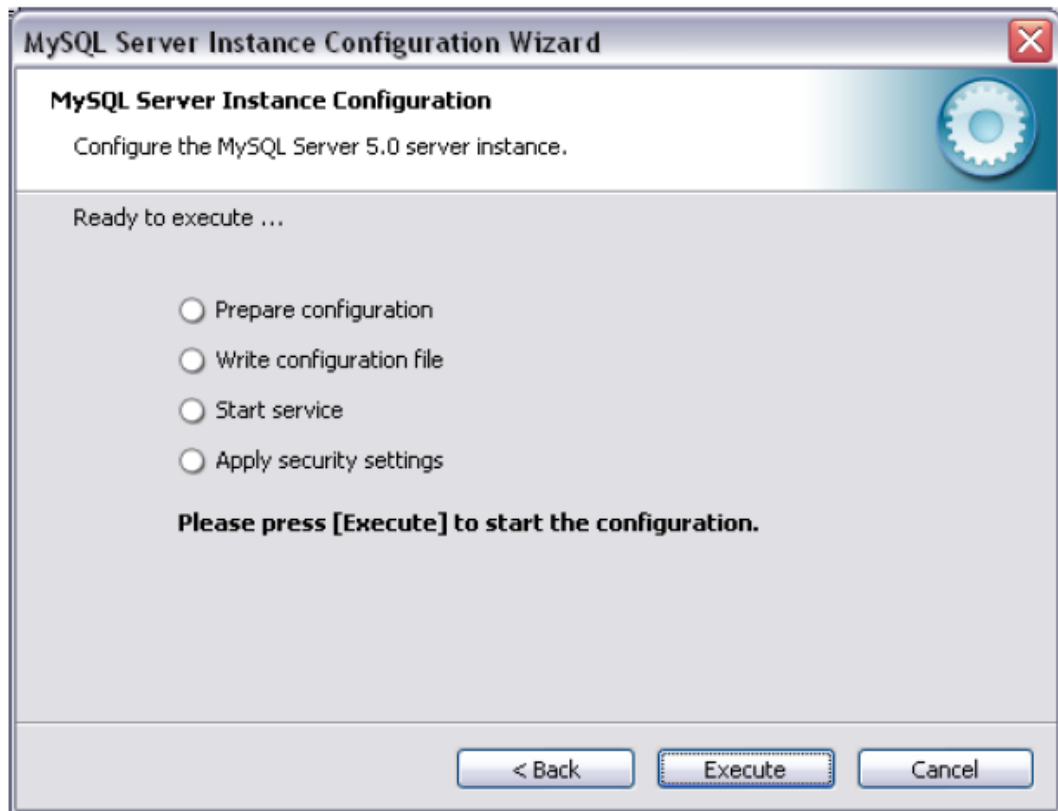 MySQL Server Instance Configuration Wizard
MySQL Server Instance Configuration
Configure the MySQL Server 5.0 server instance.
Ready to execute ...
Prepare configuration
Write configuration file
Start service
Apply security settings
Please press [Execute] to start the configuration.
< Back Execute Cancel